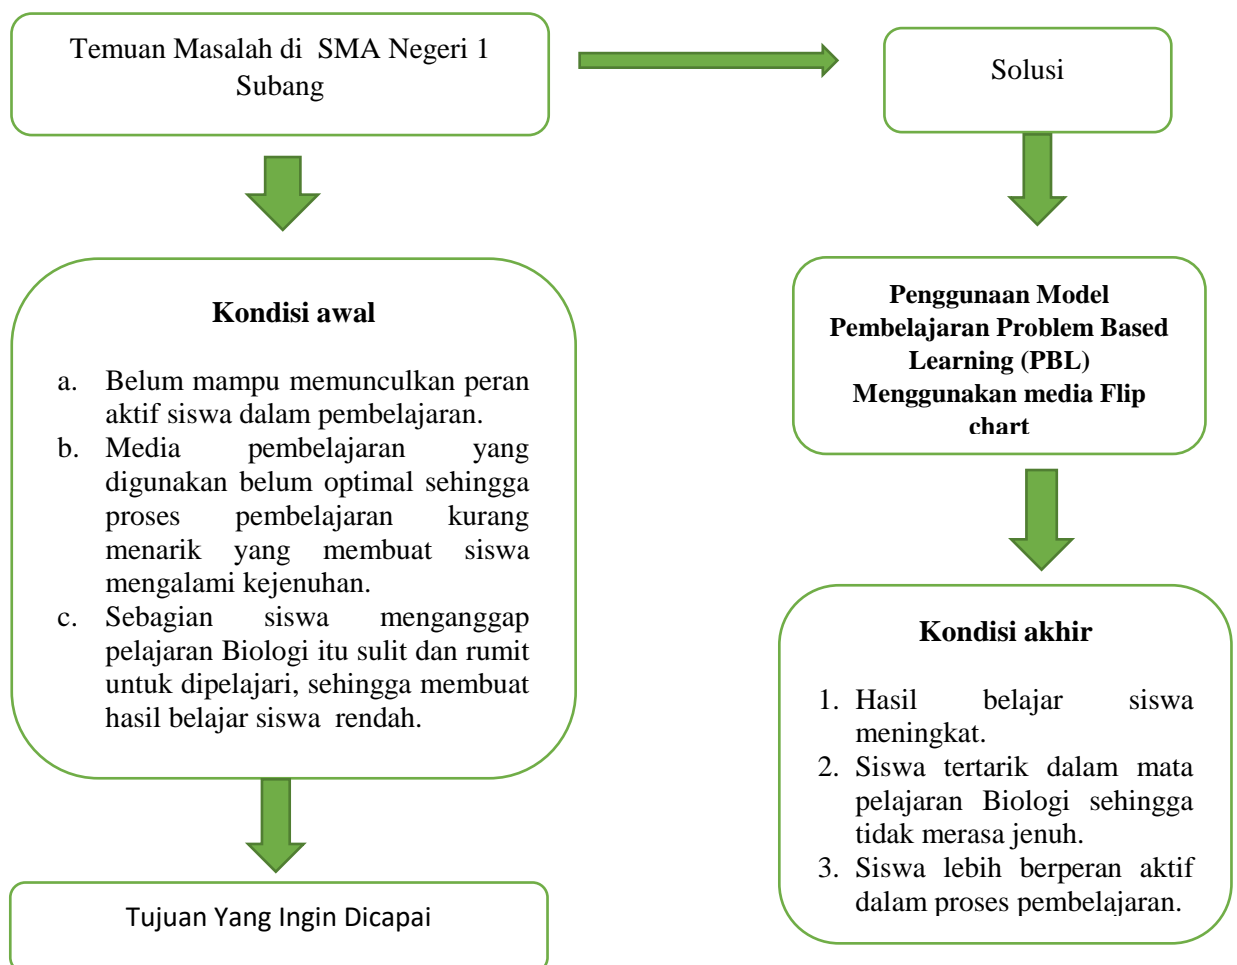 Temuan Masalah di SMA Negeri 1
Subang
Solusi
Kondisi awal
a. Belum mampu memunculkan peran
aktif siswa dalam pembelajaran.
b. Media pembelajaran yang
digunakan belum optimal sehingga
proses pembelajaran kurang
menarik yang membuat siswa
mengalami kejenuhan.
c. Sebagian siswa menganggap
pelajaran Biologi itu sulit dan rumit
untuk dipelajari, sehingga membuat
hasil belajar siswa rendah.
Tujuan Yang Ingin Dicapai
Penggunaan Model
Pembelajaran Problem Based
Learning (PBL)
Menggunakan media Flip
chart
Kondisi akhir
1. Hasil belajar siswa
meningkat.
2. Siswa tertarik dalam mata
pelajaran Biologi sehingga
tidak merasa jenuh.
3. Siswa lebih berperan aktif
dalam proses pembelajaran.